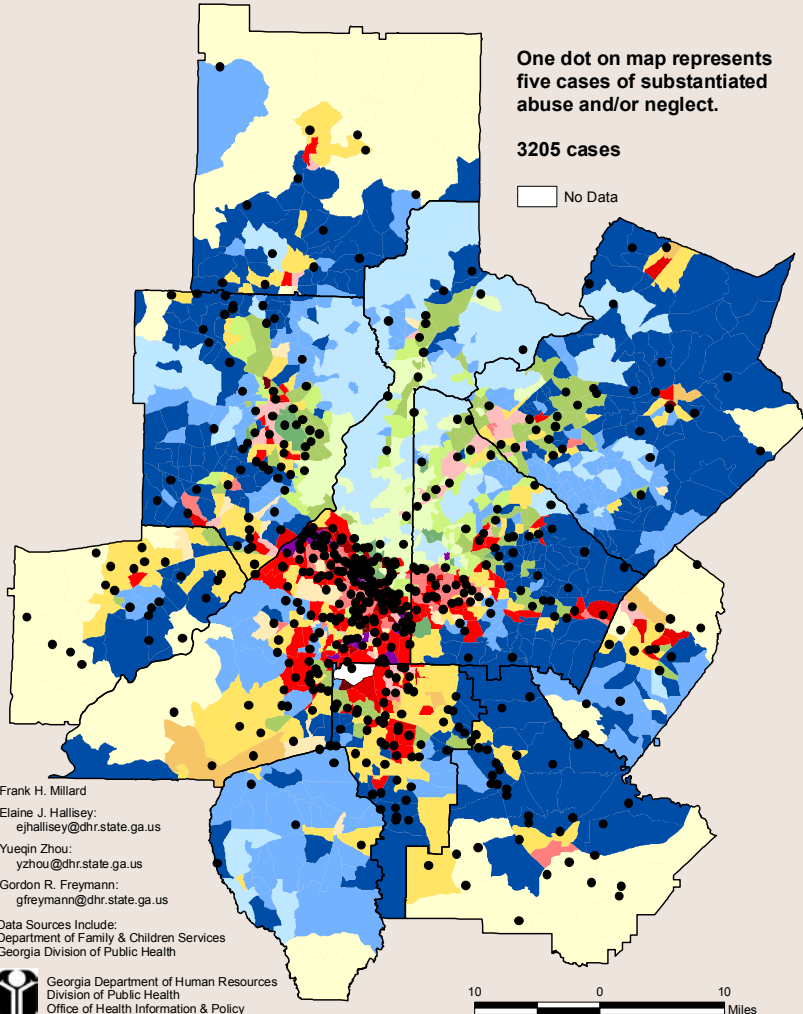 One dot on map represents
five cases of substantiated
abuse and/or neglect.
3205 cases
No Data
Frank H. Millard
Elaine J. Hallisey:
ejhallisey@dhr.state.ga.us
Yueqin Zhou:
yzhou@dhr.state.ga.us
Gordon R. Freymann:
gfreymann@dhr.state.ga.us
Data Sources Include:
Department of Family & Children Services
Georgia Division of Public Health
Georgia Department of Human Resources
Division of Public Health
Office of Health Information & Policy
10 0 10
Miles